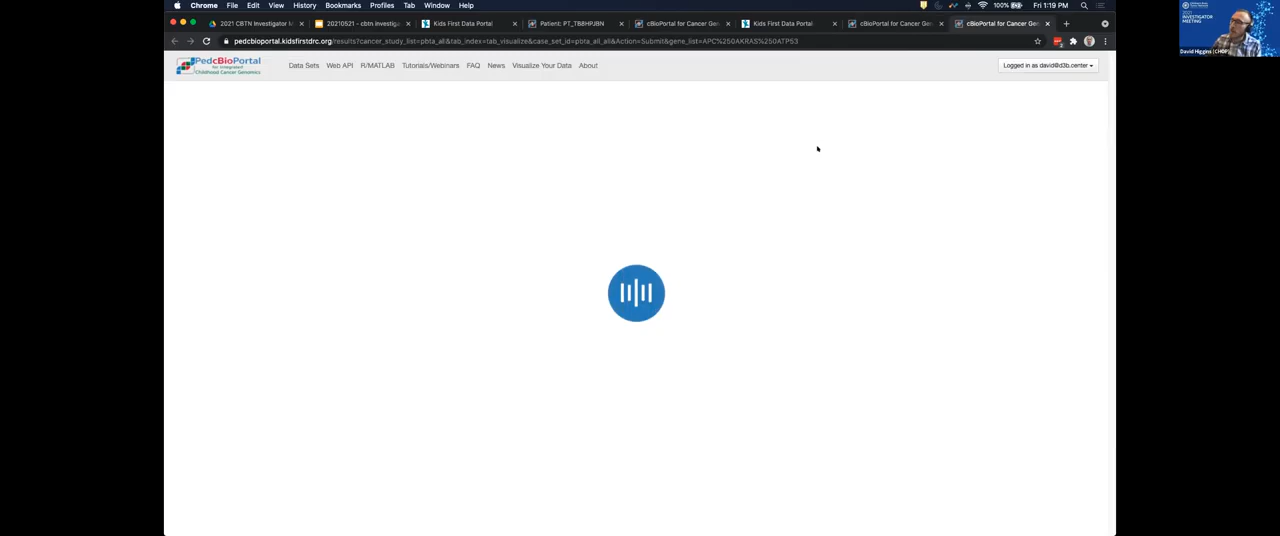 Chrome File Edit View History Bookmarks Profiles Tab Window Help
100% Fri 1:19 PM
2021 CBTN Investigator M
20210521 - cbtn investig
Kids First Data Portal
Patient: PT_TB8HPJBN
cBioPortal for Cancer Gen
Kids First Data Portal
cBioPortal for Cancer Gen
cBioPortal for Cancer Gen
pedcbioportal.kidsfirstdrc.org/results?cancer_study_list=pbta_all&tab_index=tab_visualize&case_set_id=pbta_all_all&Action=Submit&gene_list=APC%250AKRAS%250ATP53
PedcBioPortal
for Integrated
Childhood Cancer Genomics
Data Sets Web API R/MATLAB Tutorials/Webinars FAQ News Visualize Your Data About
Logged in as david@d3b.center
2021
INVESTIGATOR
MEETING
David Higgins (CHOP)